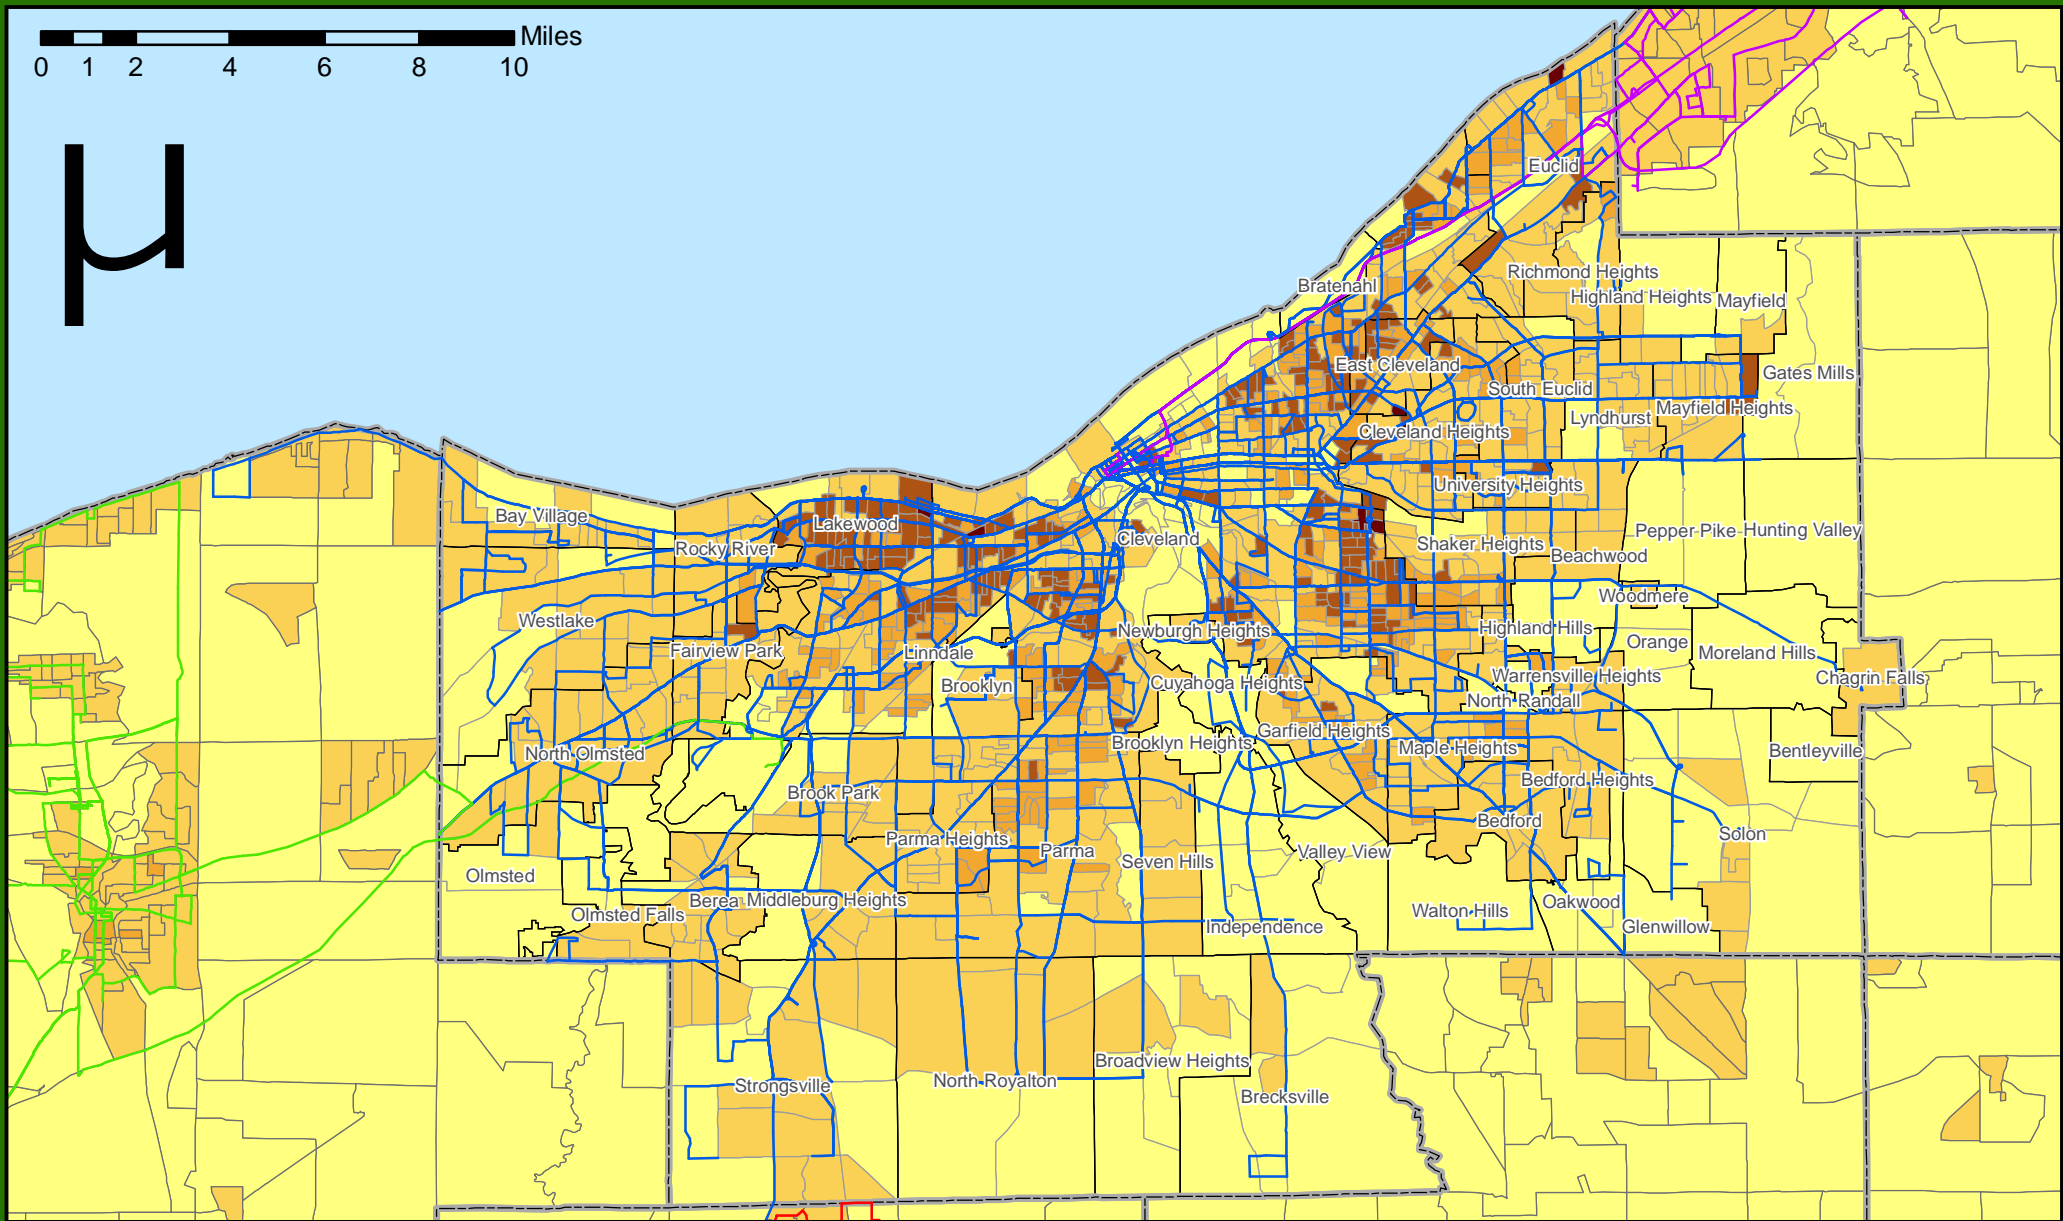 Miles
0 1 2 4 6 8 10
µ
Euclid
Richmond Heights
Bratenahl
Highland Heights
Mayfield
East Cleveland
Gates Mills
South Euclid
Mayfield Heights
Lyndhurst
Cleveland Heights
University Heights
Bay Village
Lakewood
Pepper Pike
Hunting Valley
Cleveland
Shaker Heights
Rocky River
Beachwood
Woodmere
Westlake
Highland Hills
Newburgh Heights
Orange
Fairview Park
Linndale
Moreland Hills
Warrensville Heights
Chagrin Falls
Brooklyn
Cuyahoga Heights
North Randall
Garfield Heights
Brooklyn Heights
Maple Heights
Bentleyville
North Olmsted
Bedford Heights
Brook Park
Bedford
Solon
Parma Heights
Parma
Valley View
Seven Hills
Olmsted
Berea
Middleburg Heights
Oakwood
Walton Hills
Olmsted Falls
Independence
Glenwillow
Broadview Heights
North Royalton
Strongsville
Brecksville